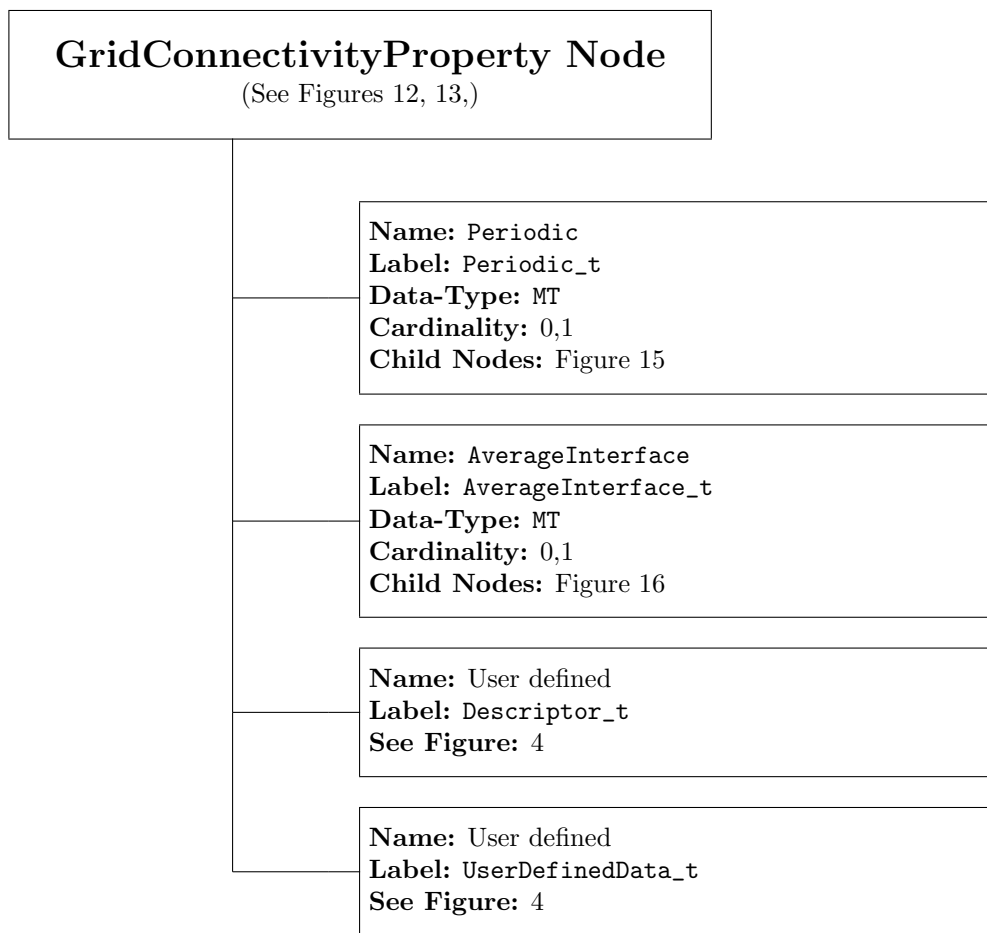 GridConnectivityProperty Node
(See Figures 12, 13,)
Name: Periodic
Label: Periodic_t
Data-Type: MT
Cardinality: 0,1
Child Nodes: Figure 15
Name: AverageInterface
Label: AverageInterface_t
Data-Type: MT
Cardinality: 0,1
Child Nodes: Figure 16
Name: User defined
Label: Descriptor_t
See Figure: 4
Name: User defined
Label: UserDefinedData_t
See Figure: 4